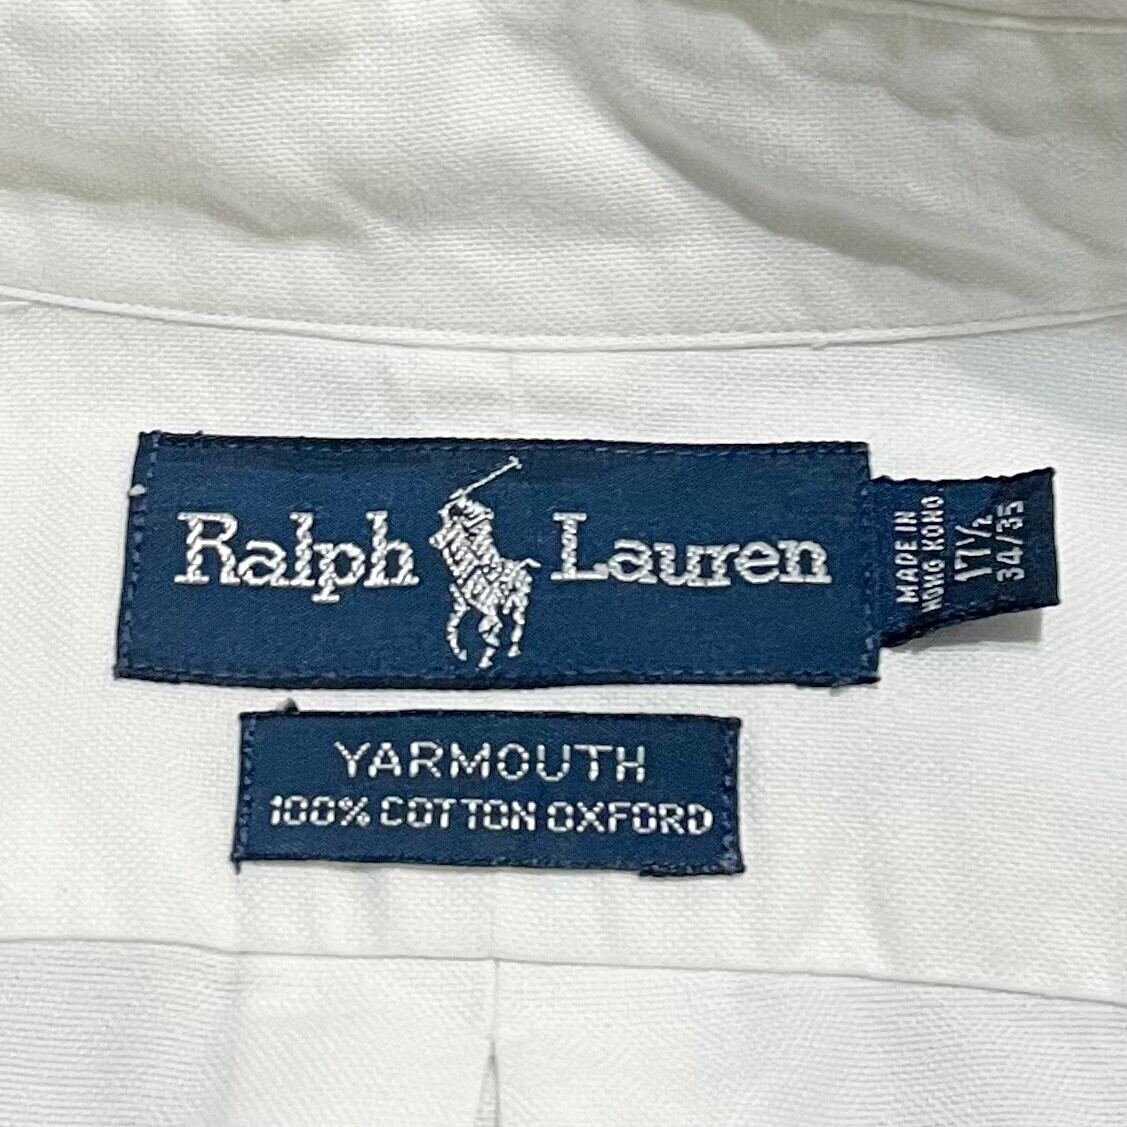 Ralph Lauren
MADE IN
HONG KONG
17½
34/35
YARMOUTH
100% COTTON OXFORD